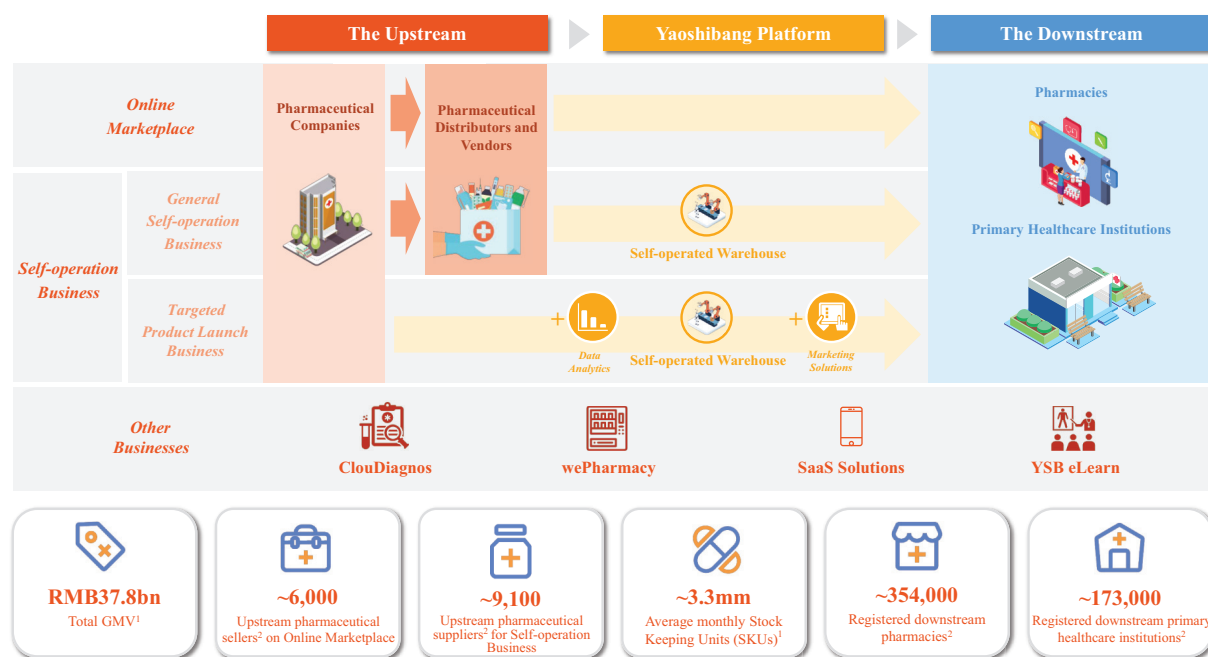 The Upstream
Yaoshibang Platform
The Downstream
Online
Marketplace
Pharmaceutical
Companies
Pharmaceutical
Distributors and
Vendors
Pharmacies
Self-operation
Business
General
Self-operation
Business
Self-operated Warehouse
Primary Healthcare Institutions
Targeted
Product Launch
Business
+
Data
Analytics
Self-operated Warehouse
+
Marketing
Solutions
Other
Businesses
ClouDiagnos
wePharmacy
SaaS Solutions
YSB eLearn
RMB37.8bn
Total GMV¹
~6,000
Upstream pharmaceutical
sellers² on Online Marketplace
~9,100
Upstream pharmaceutical
suppliers² for Self-operation
Business
~3.3mm
Average monthly Stock
Keeping Units (SKUs)¹
~354,000
Registered downstream
pharmacies²
~173,000
Registered downstream primary
healthcare institutions²